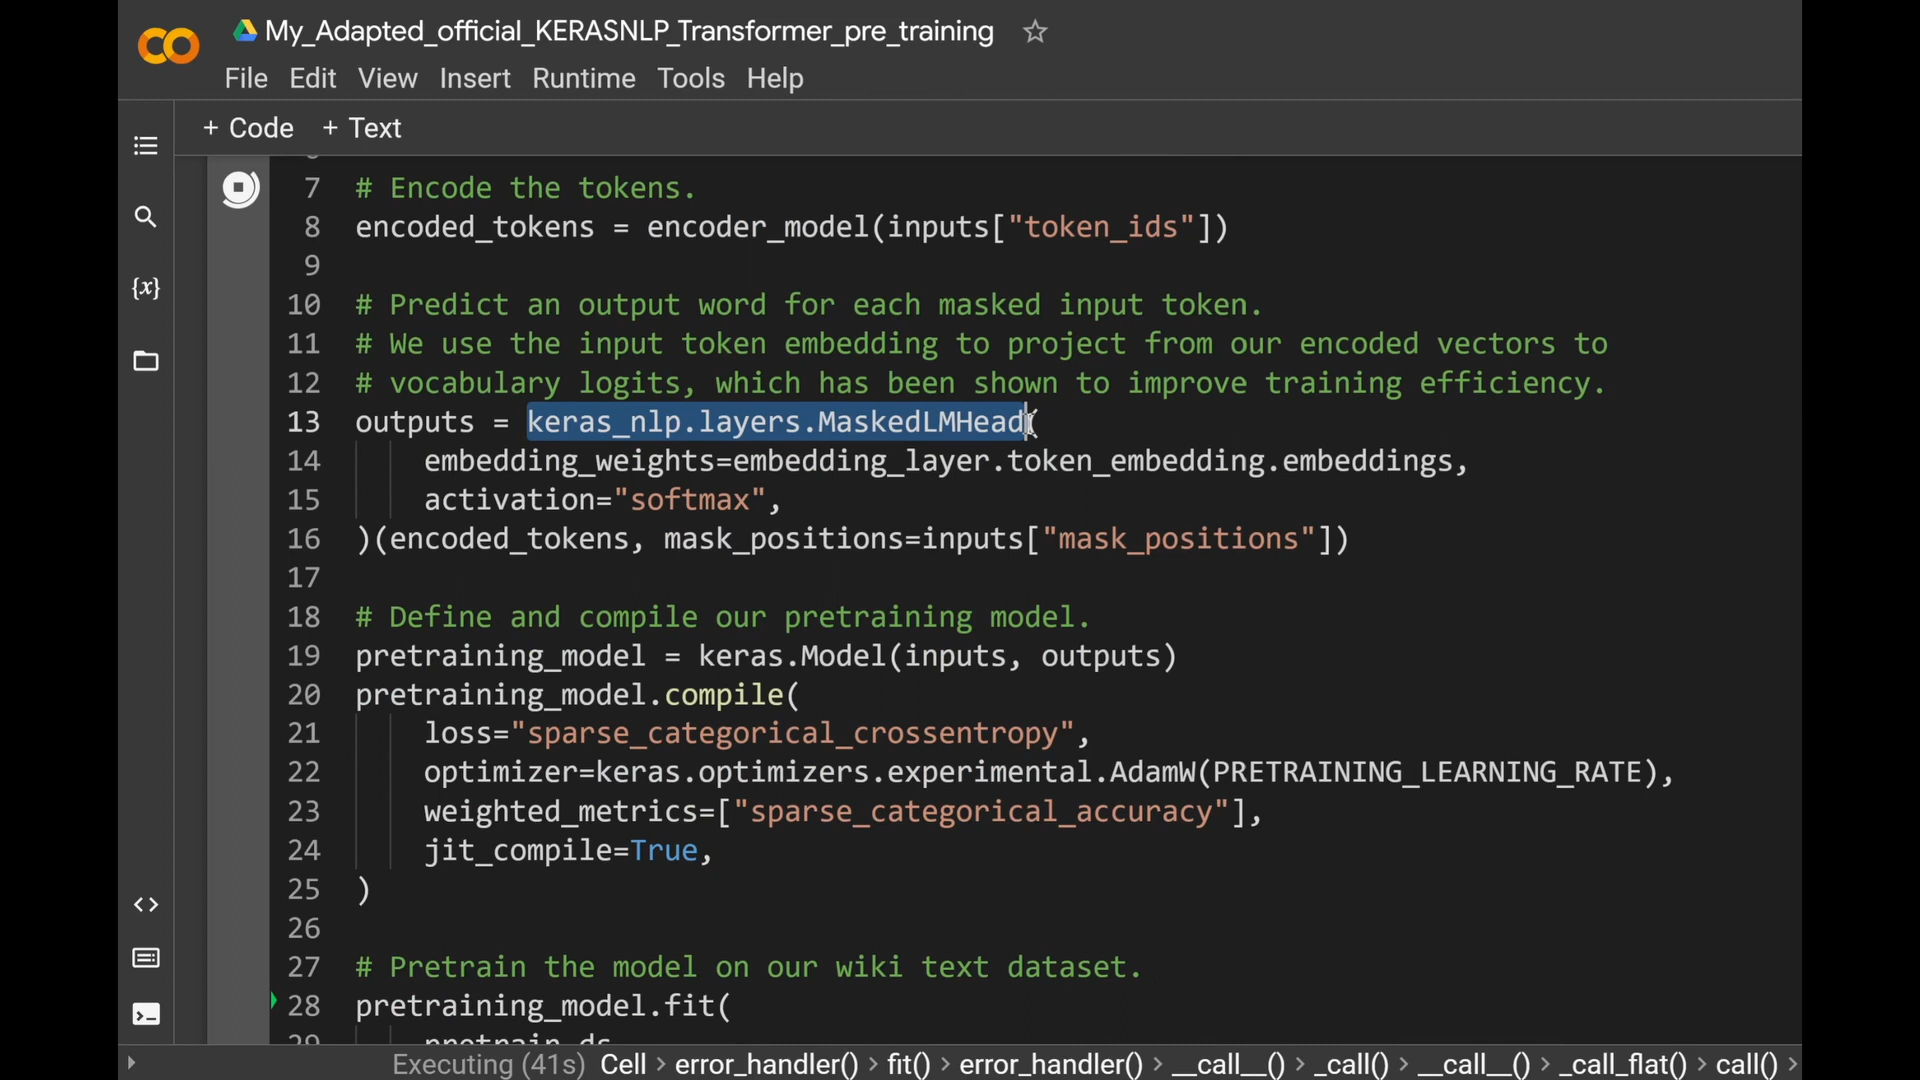 My_Adapted_official_KERASNLP_Transformer_pre_training
File Edit View Insert Runtime Tools Help
+ Code + Text
7 # Encode the tokens.
8 encoded_tokens = encoder_model(inputs["token_ids"])
9
10 # Predict an output word for each masked input token.
11 # We use the input token embedding to project from our encoded vectors to
12 # vocabulary logits, which has been shown to improve training efficiency.
13 outputs = keras_nlp.layers.MaskedLMHead(
14 embedding_weights=embedding_layer.token_embedding.embeddings,
15 activation="softmax",
16 )(encoded_tokens, mask_positions=inputs["mask_positions"])
17
18 # Define and compile our pretraining model.
19 pretraining_model = keras.Model(inputs, outputs)
20 pretraining_model.compile(
21 loss="sparse_categorical_crossentropy",
22 optimizer=keras.optimizers.experimental.AdamW(PRETRAINING_LEARNING_RATE),
23 weighted_metrics=["sparse_categorical_accuracy"],
24 jit_compile=True,
25 )
26
27 # Pretrain the model on our wiki text dataset.
28 pretraining_model.fit(
29 pretrain_ds
Executing (41s) Cell > error_handler() > fit() > error_handler() > __call__() > _call() > __call__() > _call_flat() > call() >